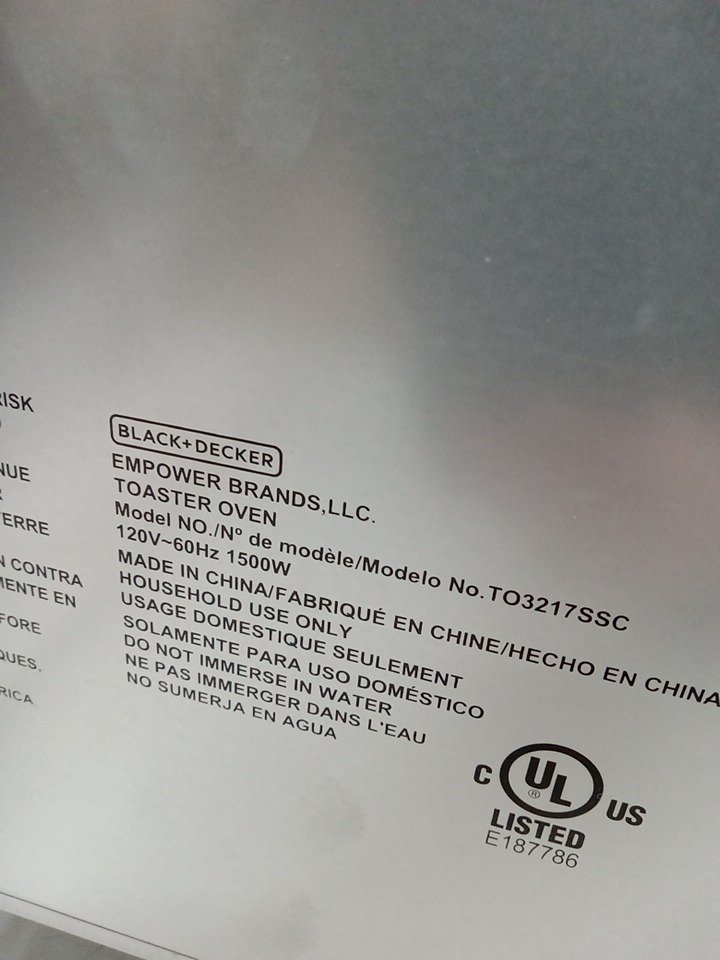 RISK
NUE
ERRE
CONTRA
MENTE EN
FORE
QUES,
RICA
BLACK+DECKER
EMPOWER BRANDS,LLC.
TOASTER OVEN
Model NO./Nº de modèle/Modelo No.TO3217SSC
120V~60Hz 1500W
MADE IN CHINA/FABRIQUÉ EN CHINE/HECHO EN CHINA
HOUSEHOLD USE ONLY
USAGE DOMESTIQUE SEULEMENT
SOLAMENTE PARA USO DOMÉSTICO
DO NOT IMMERSE IN WATER
NE PAS IMMERGER DANS L'EAU
NO SUMERJA EN AGUA
C UL® US
LISTED
E187786